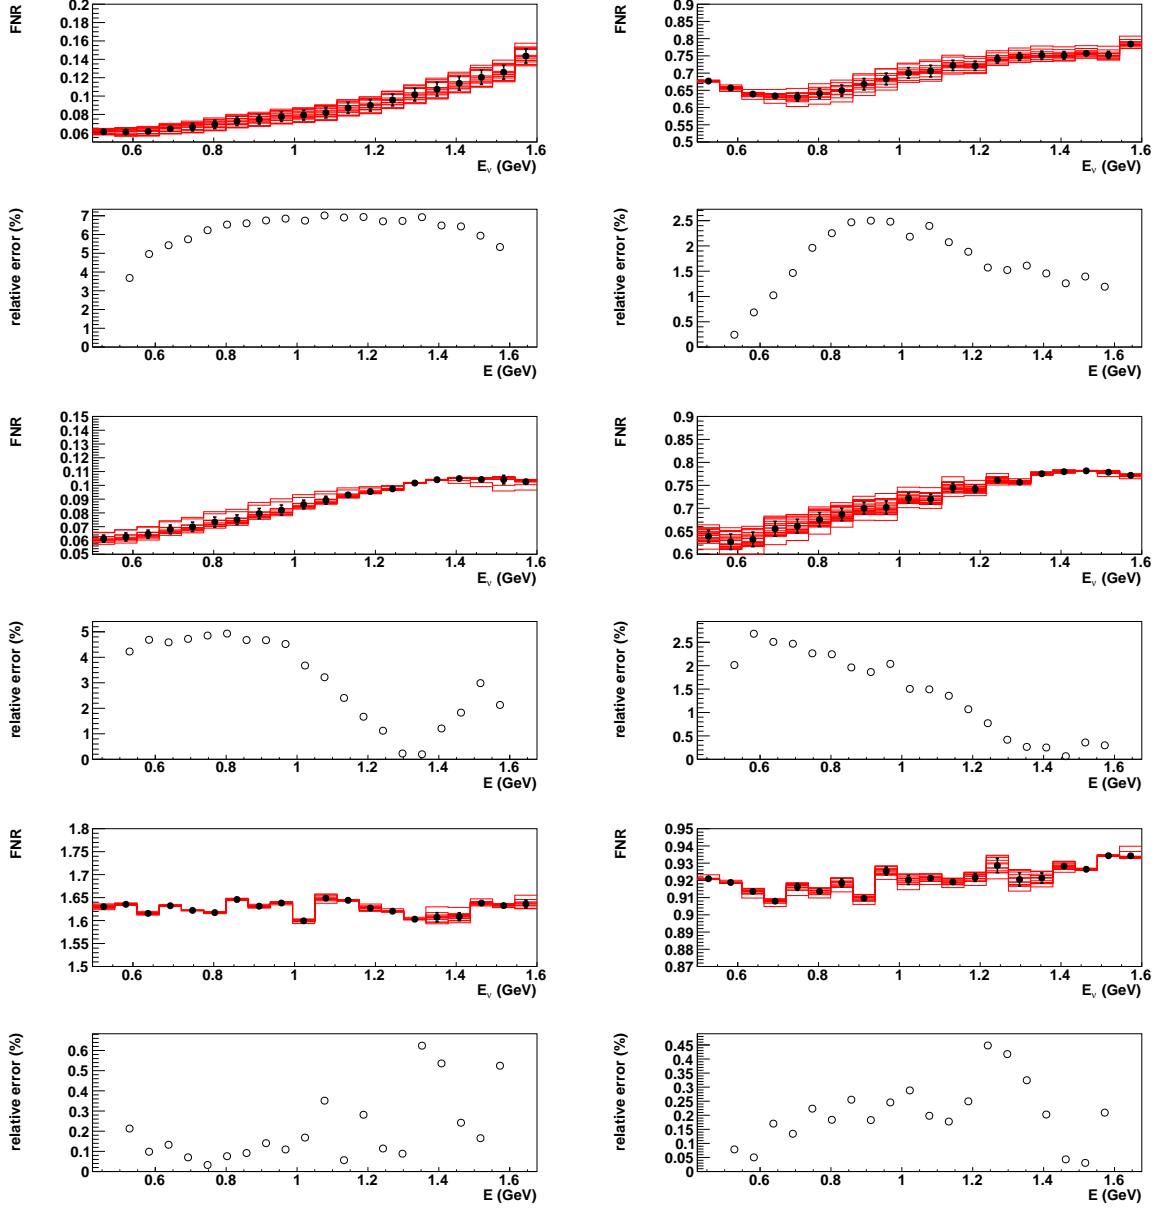 FNR
0.2
0.18
0.16
0.14
0.12
0.1
0.08
0.06
0.6 0.8 1 1.2 1.4 1.6
Eν (GeV)
FNR
0.9
0.85
0.8
0.75
0.7
0.65
0.6
0.55
0.5
0.6 0.8 1 1.2 1.4 1.6
Eν (GeV)
relative error (%)
7
6
5
4
3
2
1
0
0.6 0.8 1 1.2 1.4 1.6
E (GeV)
relative error (%)
2.5
2
1.5
1
0.5
0
0.6 0.8 1 1.2 1.4 1.6
E (GeV)
FNR
0.15
0.14
0.13
0.12
0.11
0.1
0.09
0.08
0.07
0.06
0.05
0.6 0.8 1 1.2 1.4 1.6
Eν (GeV)
FNR
0.9
0.85
0.8
0.75
0.7
0.65
0.6
0.6 0.8 1 1.2 1.4 1.6
Eν (GeV)
relative error (%)
5
4
3
2
1
0
0.6 0.8 1 1.2 1.4 1.6
E (GeV)
relative error (%)
2.5
2
1.5
1
0.5
0
0.6 0.8 1 1.2 1.4 1.6
E (GeV)
FNR
1.8
1.75
1.7
1.65
1.6
1.55
1.5
0.6 0.8 1 1.2 1.4 1.6
Eν (GeV)
FNR
0.95
0.94
0.93
0.92
0.91
0.9
0.89
0.88
0.87
0.6 0.8 1 1.2 1.4 1.6
Eν (GeV)
relative error (%)
0.6
0.5
0.4
0.3
0.2
0.1
0
0.6 0.8 1 1.2 1.4 1.6
E (GeV)
relative error (%)
0.45
0.4
0.35
0.3
0.25
0.2
0.15
0.1
0.05
0
0.6 0.8 1 1.2 1.4 1.6
E (GeV)